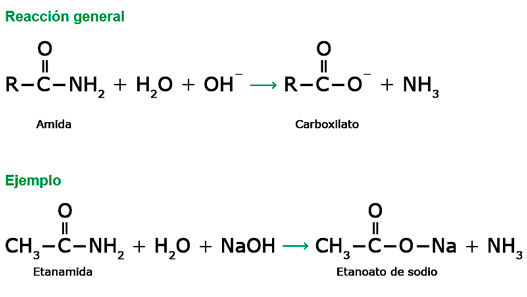 Reacción general
O
||
R–C–NH₂ + H₂O + OH⁻ ⟶ R–C–O⁻ + NH₃
O
||
Amida
Carboxilato
Ejemplo
O
||
CH₃–C–NH₂ + H₂O + NaOH ⟶ CH₃–C–O–Na + NH₃
O
||
Etanamida
Etanoato de sodio